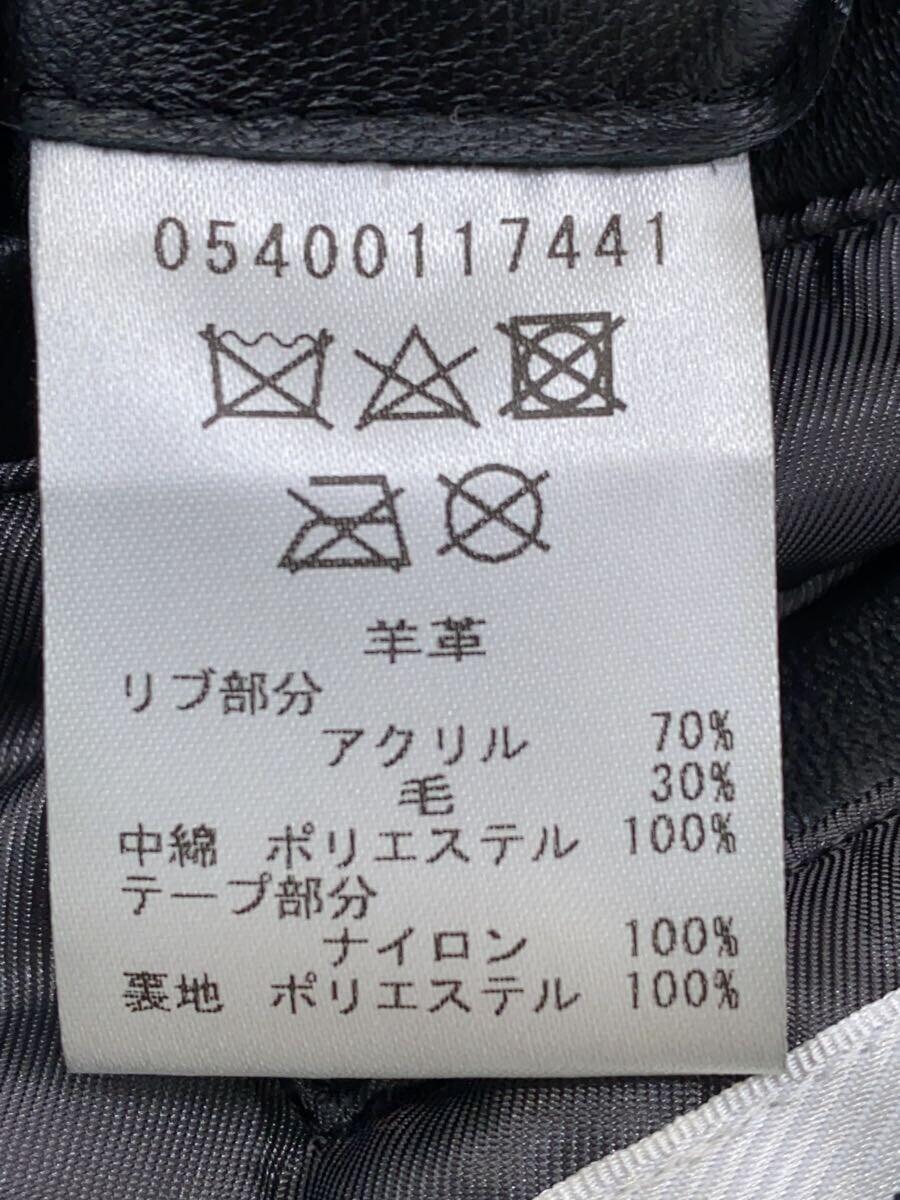 05400117441
羊革
リブ部分
アクリル 70%
毛 30%
中綿 ポリエステル 100%
テープ部分
ナイロン 100%
裏地 ポリエステル 100%